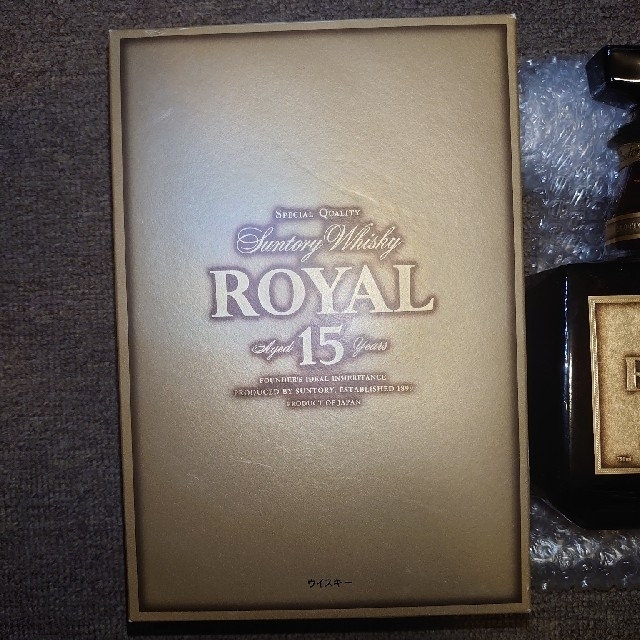 SPECIAL QUALITY
Suntory Whisky
ROYAL
Aged 15 Years
FOUNDER'S IDEAL INHERITANCE
PRODUCED BY SUNTORY, ESTABLISHED 1899
PRODUCT OF JAPAN
ウイスキー